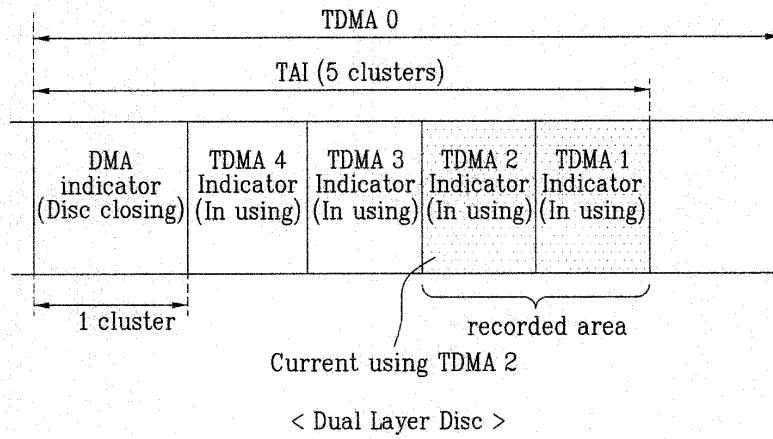 TDMA 0
TAI (5 clusters)
DMA
indicator
(Disc closing)
TDMA 4
Indicator
(In using)
TDMA 3
Indicator
(In using)
TDMA 2
Indicator
(In using)
TDMA 1
Indicator
(In using)
1 cluster
recorded area
Current using TDMA 2
< Dual Layer Disc >